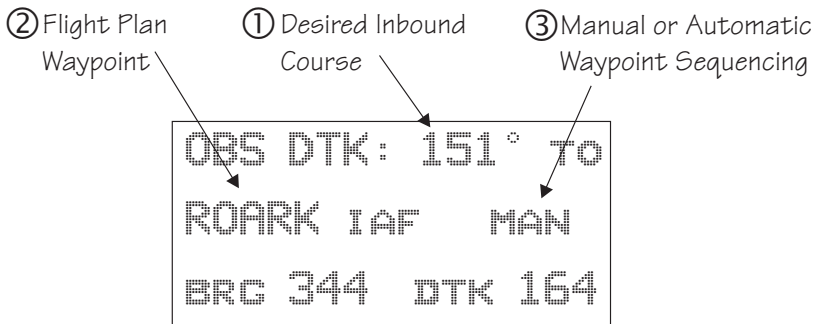 ② Flight Plan Waypoint
① Desired Inbound Course
③ Manual or Automatic Waypoint Sequencing
OBS DTK: 151° TO
ROARK IAF MAN
BRG 344 DTK 164